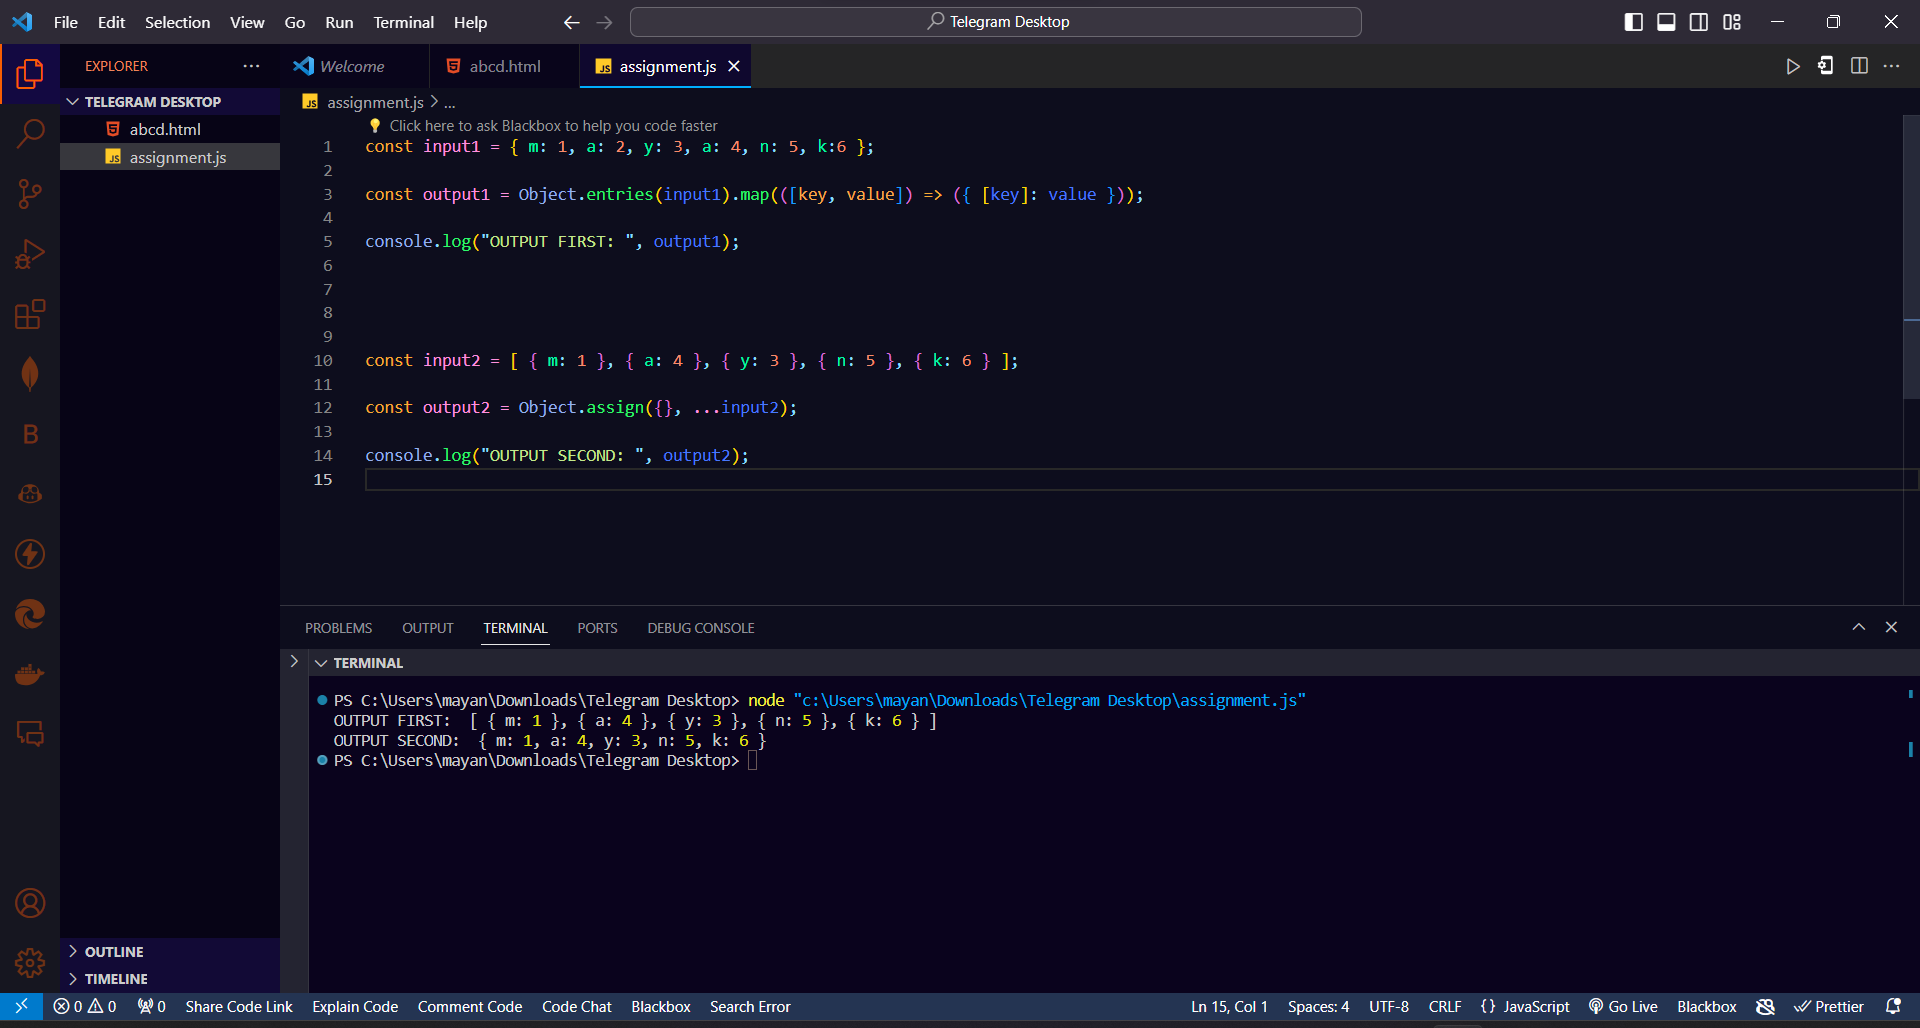 File Edit Selection View Go Run Terminal Help Telegram Desktop
EXPLORER
Welcome abcd.html JS assignment.js
TELEGRAM DESKTOP
abcd.html
JS assignment.js
JS assignment.js > ...
Click here to ask Blackbox to help you code faster
1 const input1 = { m: 1, a: 2, y: 3, a: 4, n: 5, k:6 };
2
3 const output1 = Object.entries(input1).map(([key, value]) => ({ [key]: value }));
4
5 console.log("OUTPUT FIRST: ", output1);
6
7
8
9
10 const input2 = [ { m: 1 }, { a: 4 }, { y: 3 }, { n: 5 }, { k: 6 } ];
11
12 const output2 = Object.assign({}, ...input2);
13
14 console.log("OUTPUT SECOND: ", output2);
15
PROBLEMS OUTPUT TERMINAL PORTS DEBUG CONSOLE
TERMINAL
PS C:\Users\mayan\Downloads\Telegram Desktop> node "c:\Users\mayan\Downloads\Telegram Desktop\assignment.js"
OUTPUT FIRST:  [ { m: 1 }, { a: 4 }, { y: 3 }, { n: 5 }, { k: 6 } ]
OUTPUT SECOND:  { m: 1, a: 4, y: 3, n: 5, k: 6 }
PS C:\Users\mayan\Downloads\Telegram Desktop>
B
OUTLINE
TIMELINE
0 0 0 Share Code Link Explain Code Comment Code Code Chat Blackbox Search Error Ln 15, Col 1 Spaces: 4 UTF-8 CRLF {} JavaScript Go Live Blackbox Prettier